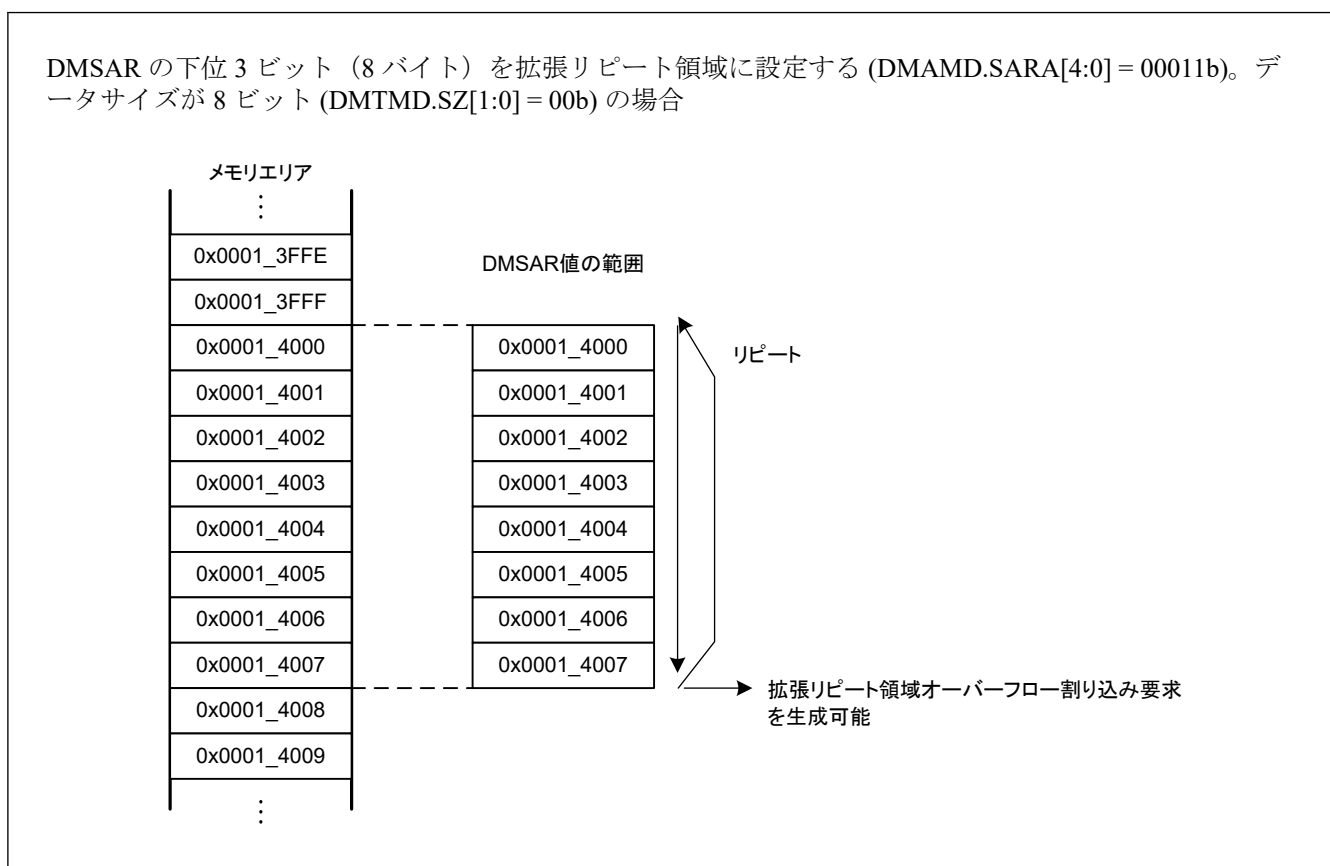 DMSAR の下位 3 ビット（8 バイト）を拡張リピート領域に設定する (DMAMD.SARA[4:0] = 00011b)。デ
ータサイズが 8 ビット (DMTMD.SZ[1:0] = 00b) の場合
メモリエリア
⋮
0x0001_3FFE
0x0001_3FFF
0x0001_4000
0x0001_4001
0x0001_4002
0x0001_4003
0x0001_4004
0x0001_4005
0x0001_4006
0x0001_4007
0x0001_4008
0x0001_4009
⋮
DMSAR値の範囲
0x0001_4000
0x0001_4001
0x0001_4002
0x0001_4003
0x0001_4004
0x0001_4005
0x0001_4006
0x0001_4007
リピート
拡張リピート領域オーバーフロー割り込み要求
を生成可能